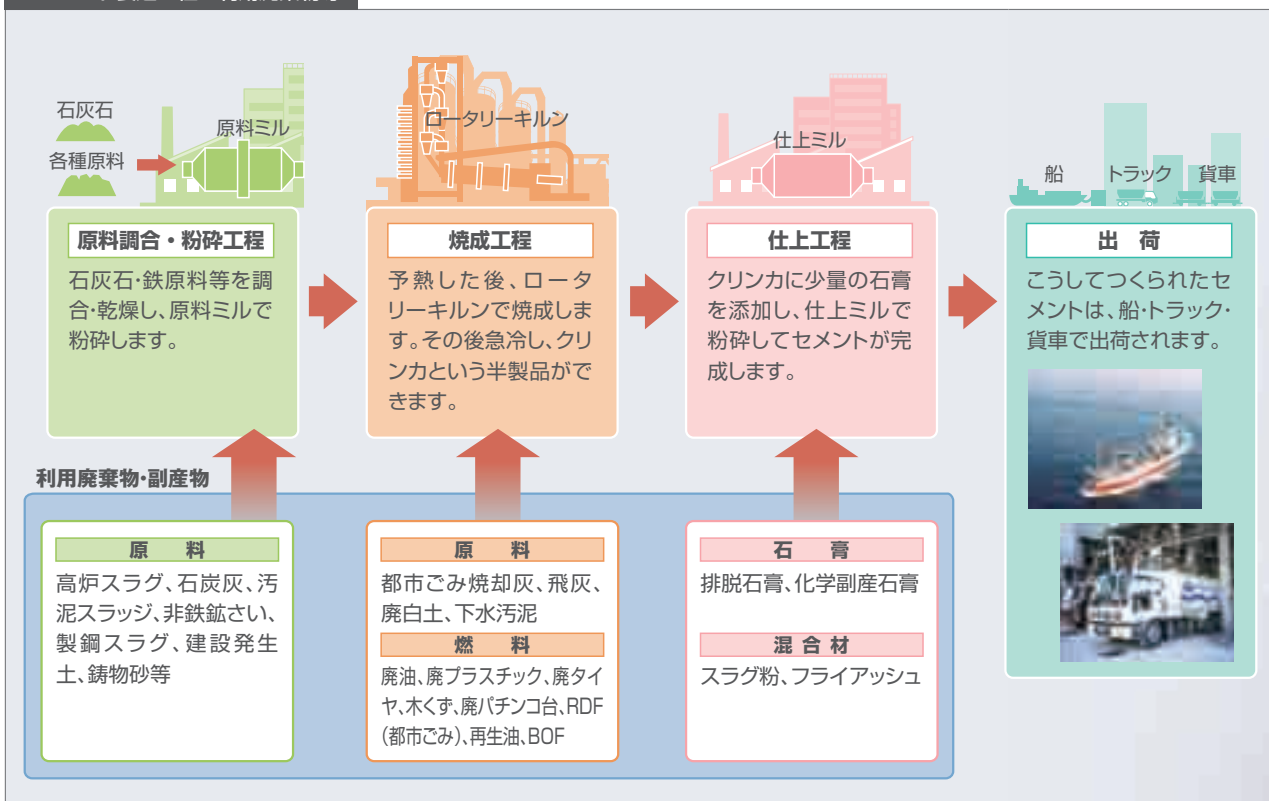 石灰石
原料ミル
各種原料
ロータリーキルン
仕上ミル
船
トラック
貨車
原料調合・粉砕工程
石灰石・鉄原料等を調
合・乾燥し、原料ミルで
粉砕します。
焼成工程
予熱した後、ロータ
リーキルンで焼成しま
す。その後急冷し、クリ
ンカという半製品がで
きます。
仕上工程
クリンカに少量の石膏
を添加し、仕上ミルで
粉砕してセメントが完
成します。
出 荷
こうしてつくられたセ
メントは、船・トラック・
貨車で出荷されます。
利用廃棄物・副産物
原 料
高炉スラグ、石炭灰、汚
泥スラッジ、非鉄鉱さい、
製鋼スラグ、建設発生
土、鋳物砂等
原 料
都市ごみ焼却灰、飛灰、
廃白土、下水汚泥
燃 料
廃油、廃プラスチック、廃タイ
ヤ、木くず、廃パチンコ台、RDF
(都市ごみ)、再生油、BOF
石 膏
排脱石膏、化学副産石膏
混合材
スラグ粉、フライアッシュ